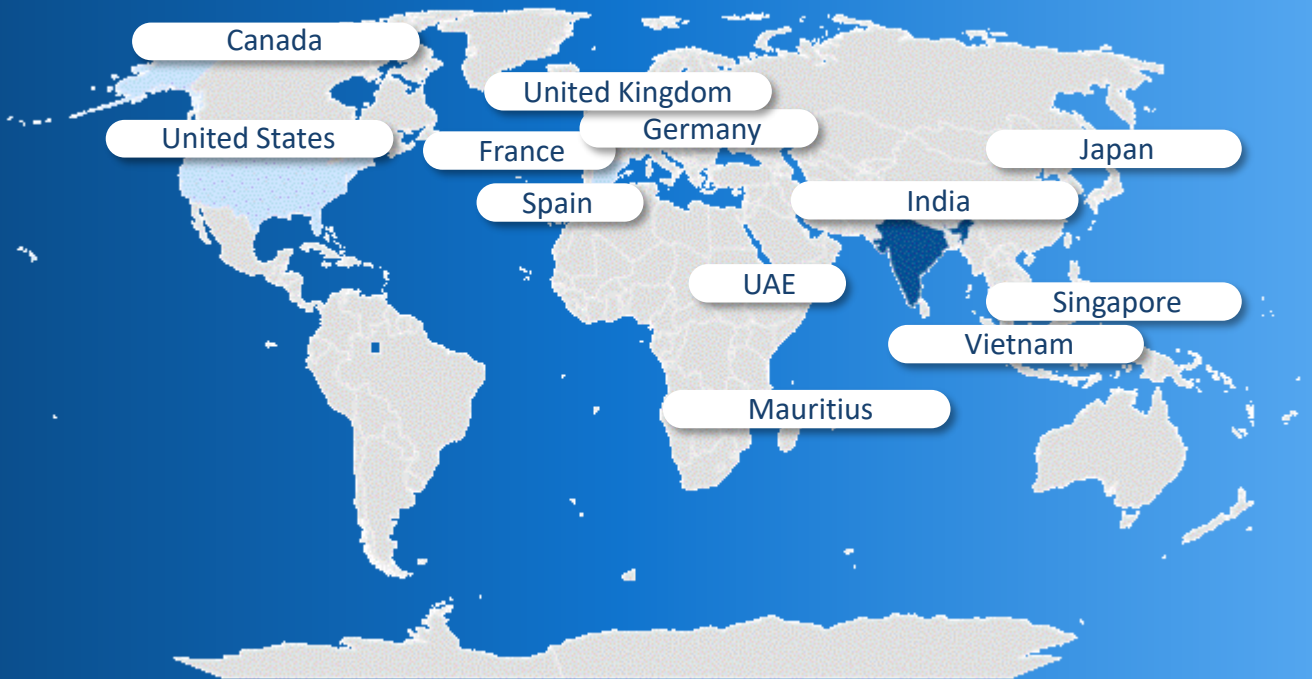 Canada
United Kingdom
Germany
United States
France
Japan
Spain
India
UAE
Singapore
Vietnam
Mauritius